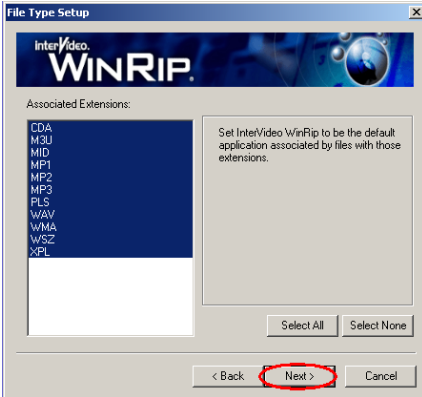 File Type Setup
InterVideo.
WINRIP.
Associated Extensions:
CDA
M3U
MID
MP1
MP2
MP3
PLS
WAV
WMA
WSZ
XPL
Set InterVideo WinRip to be the default
application associated by files with those
extensions.
Select All
Select None
< Back
Next >
Cancel